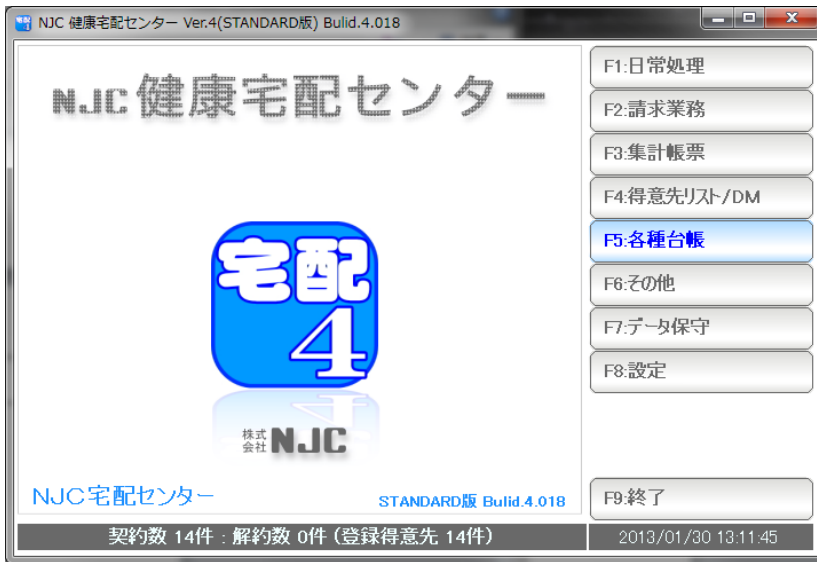 NJC 健康宅配センター Ver.4(STANDARD版) Bulid.4.018
NJC 健康宅配センター
宅配
4
株式会社 NJC
NJC宅配センター
STANDARD版 Bulid.4.018
F1:日常処理
F2:請求業務
F3:集計帳票
F4:得意先リスト/DM
F5:各種台帳
F6:その他
F7:データ保守
F8:設定
F9:終了
契約数 14件 : 解約数 0件 (登録得意先 14件)
2013/01/30 13:11:45